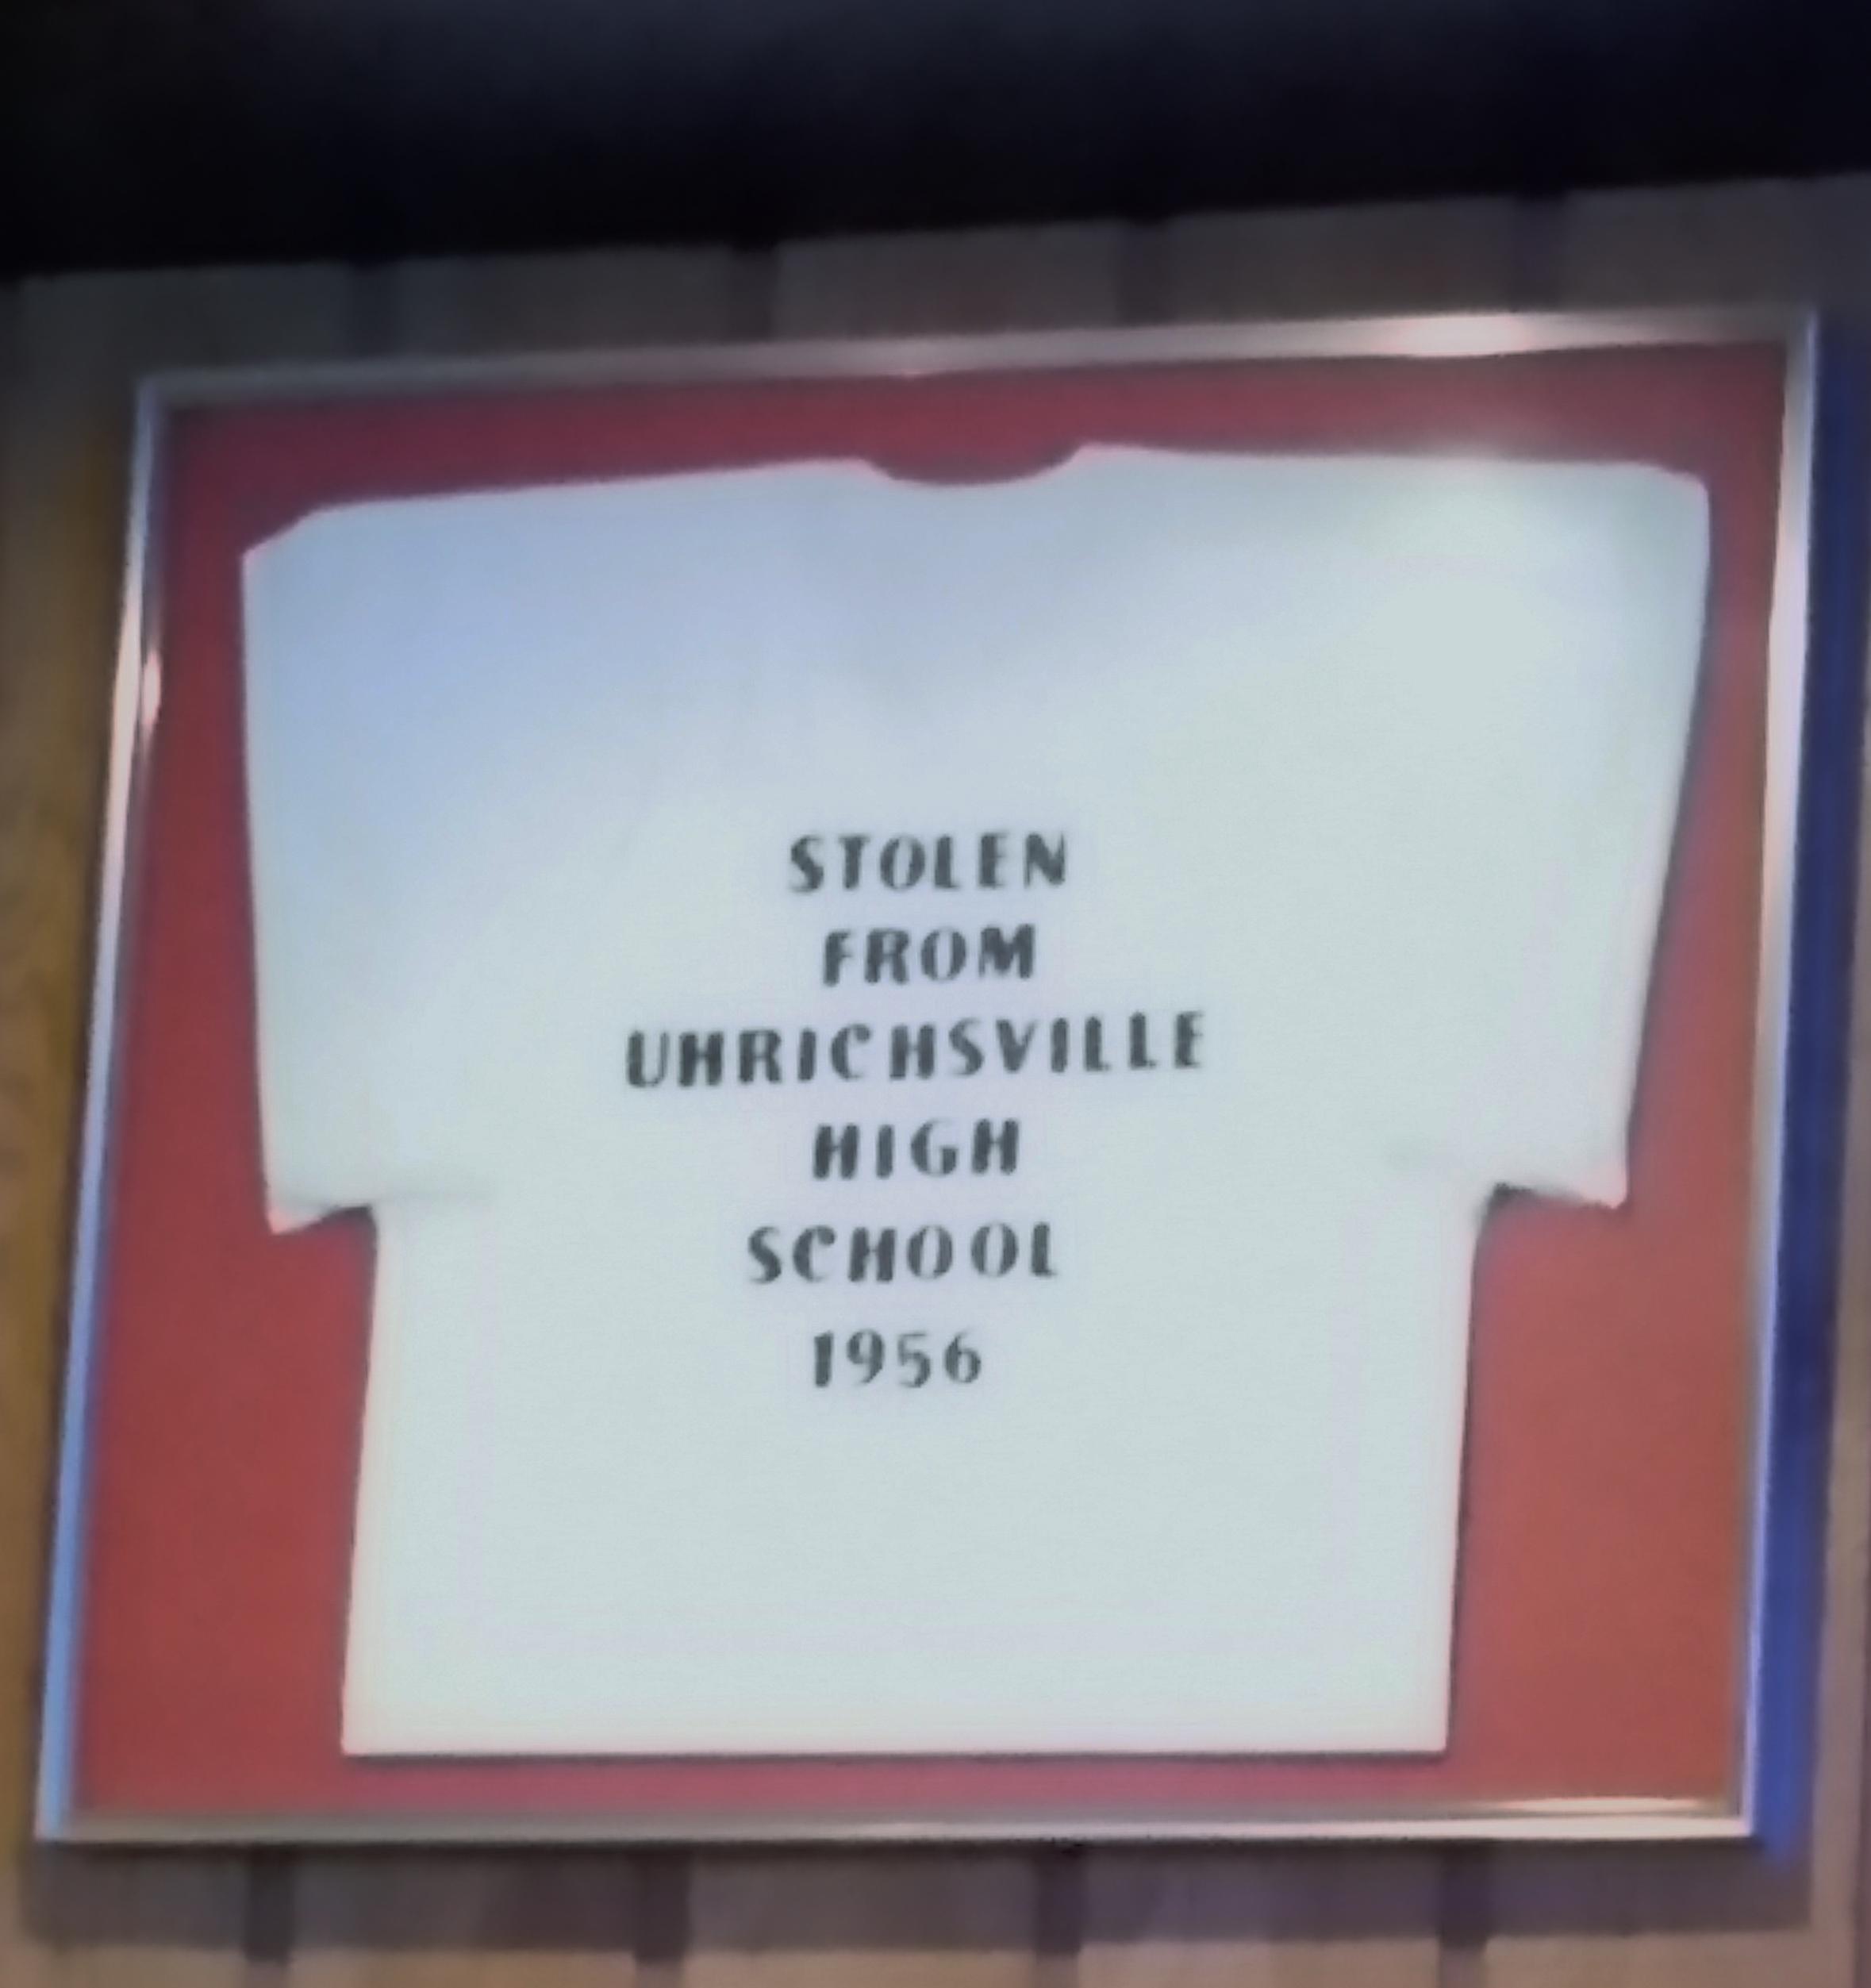 STOLEN
FROM
UHRICHSVILLE
HIGH
SCHOOL
1956